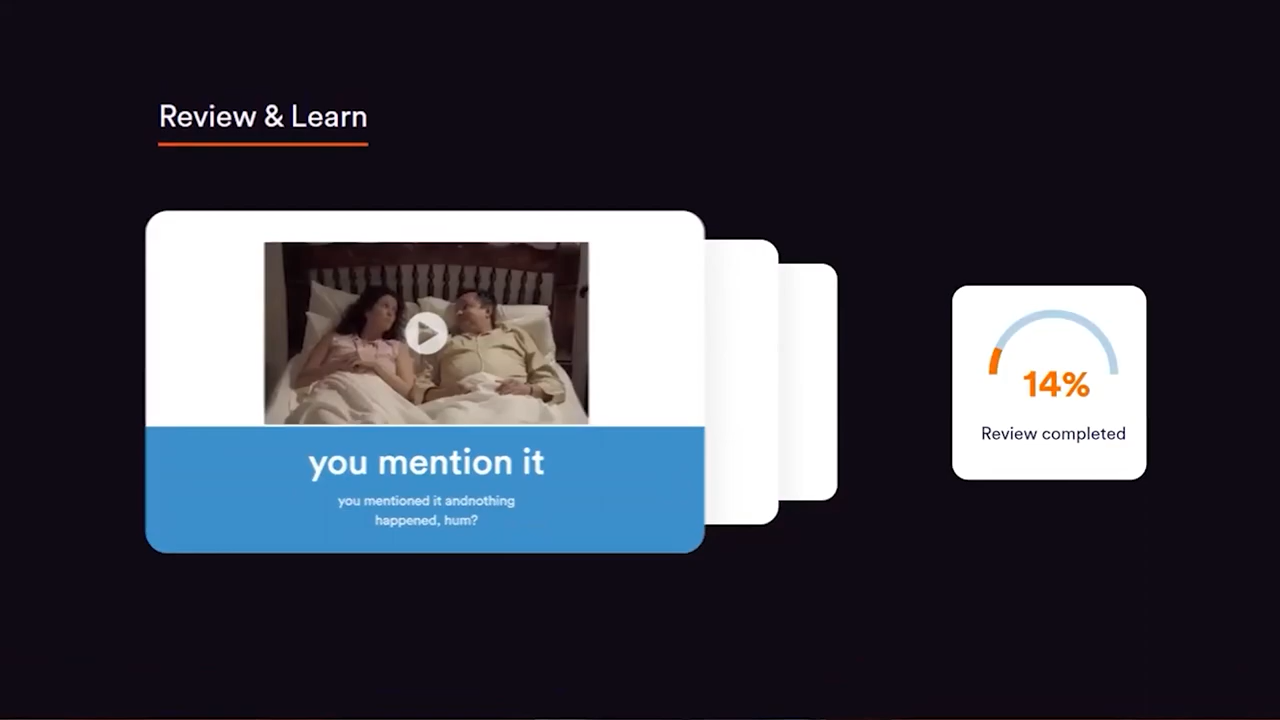 Review & Learn
you mention it
you mentioned it andnothing
happened, hum?
14%
Review completed